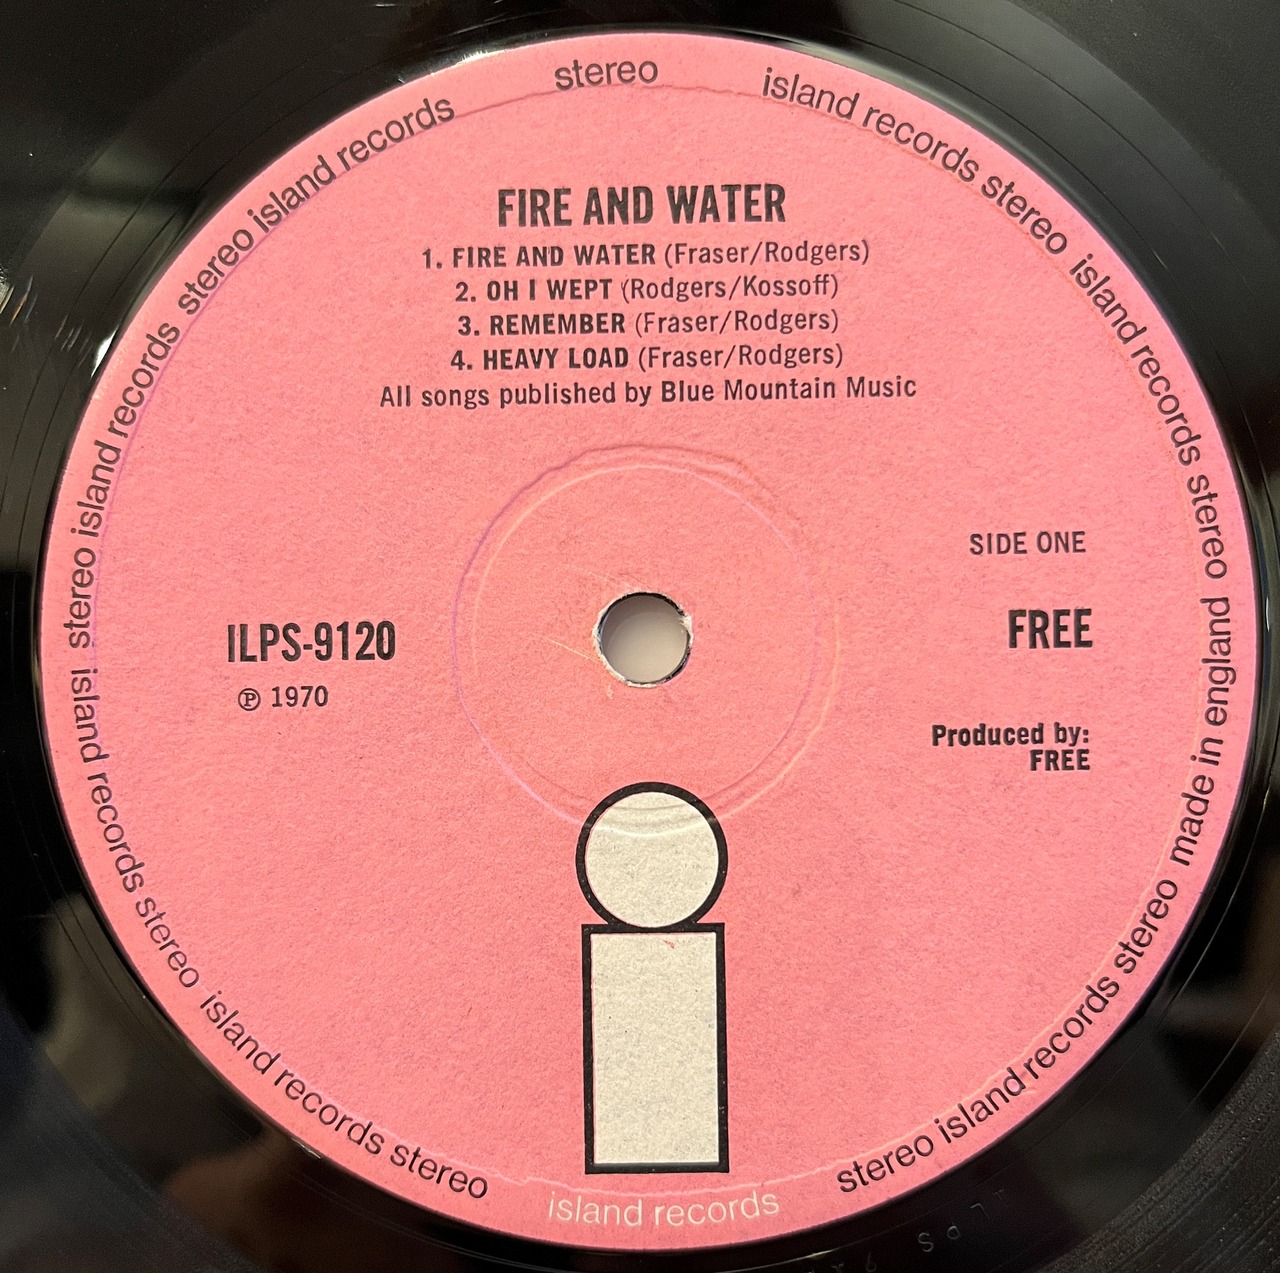 stereo island records stereo island records stereo made in england
stereo island records stereo island records
stereo island records stereo island records stereo
island records stereo island records stereo
island records
FIRE AND WATER
1. FIRE AND WATER (Fraser/Rodgers)
2. OH I WEPT (Rodgers/Kossoff)
3. REMEMBER (Fraser/Rodgers)
4. HEAVY LOAD (Fraser/Rodgers)
All songs published by Blue Mountain Music
SIDE ONE
ILPS-9120
℗ 1970
FREE
Produced by:
FREE